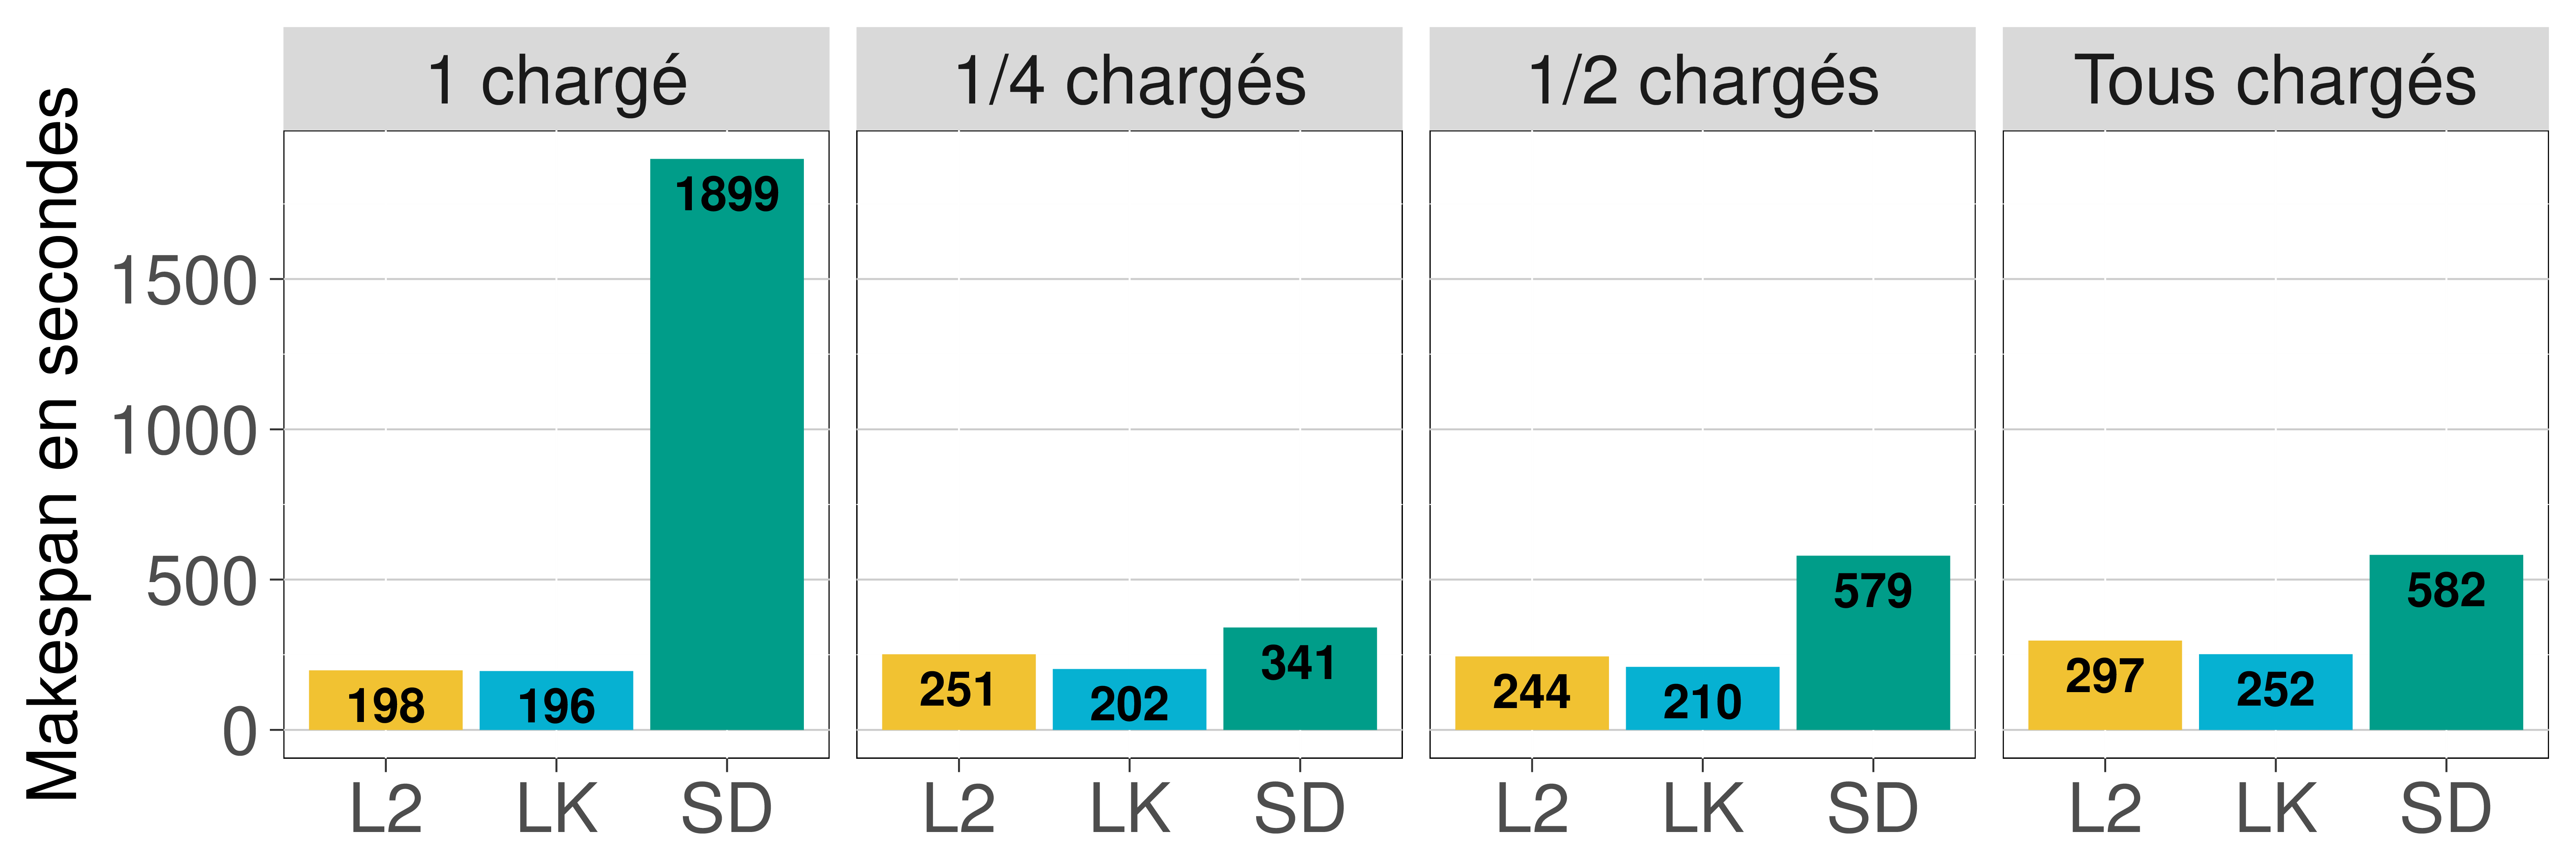 1 chargé
1/4 chargés
1/2 chargés
Tous chargés
Makespan en secondes
1500
1000
500
0
1899
198
196
251
202
341
244
210
579
297
252
582
L2 LK SD
L2 LK SD
L2 LK SD
L2 LK SD